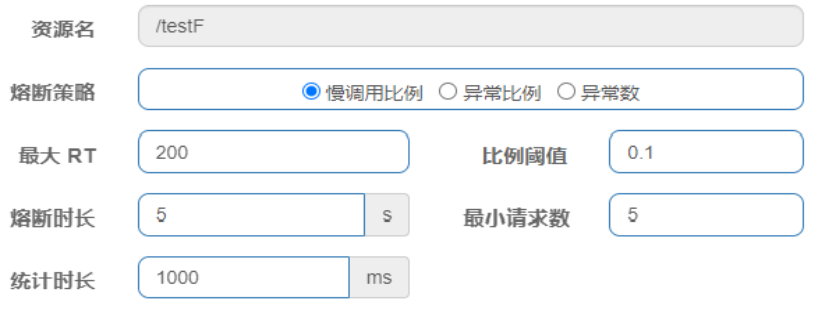 资源名 /testF
熔断策略 慢调用比例 异常比例 异常数
最大 RT 200 比例阈值 0.1
熔断时长 5 s 最小请求数 5
统计时长 1000 ms